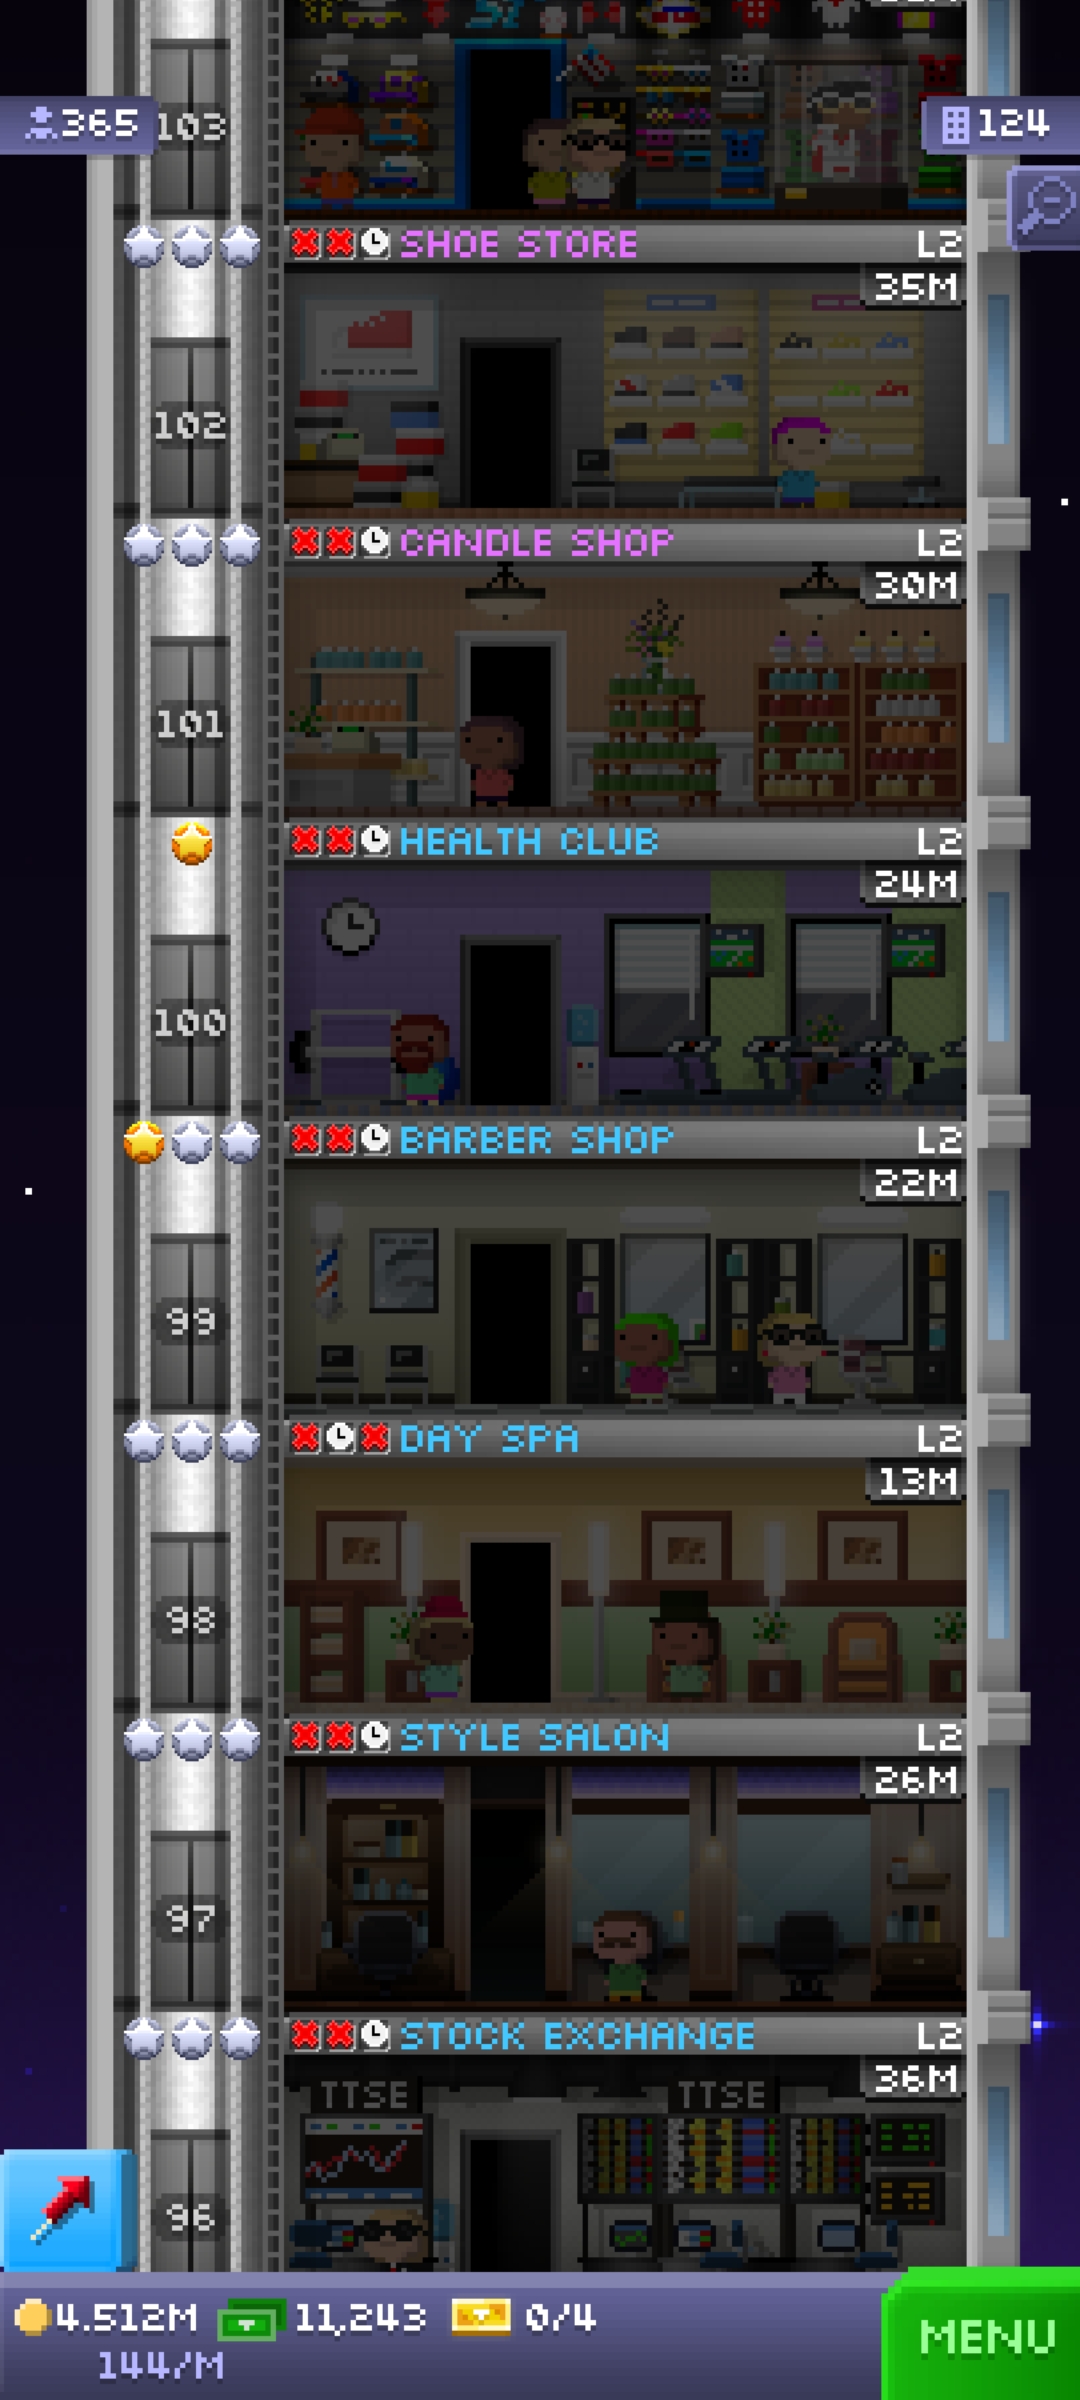 365
103
124
SHOE STORE L2
35M
102
CANDLE SHOP L2
30M
101
HEALTH CLUB L2
24M
100
BARBER SHOP L2
22M
99
DAY SPA L2
13M
98
STYLE SALON L2
26M
97
STOCK EXCHANGE L2
36M
TTSE TTSE
96
4.512M 11,243 0/4
144/M
MENU